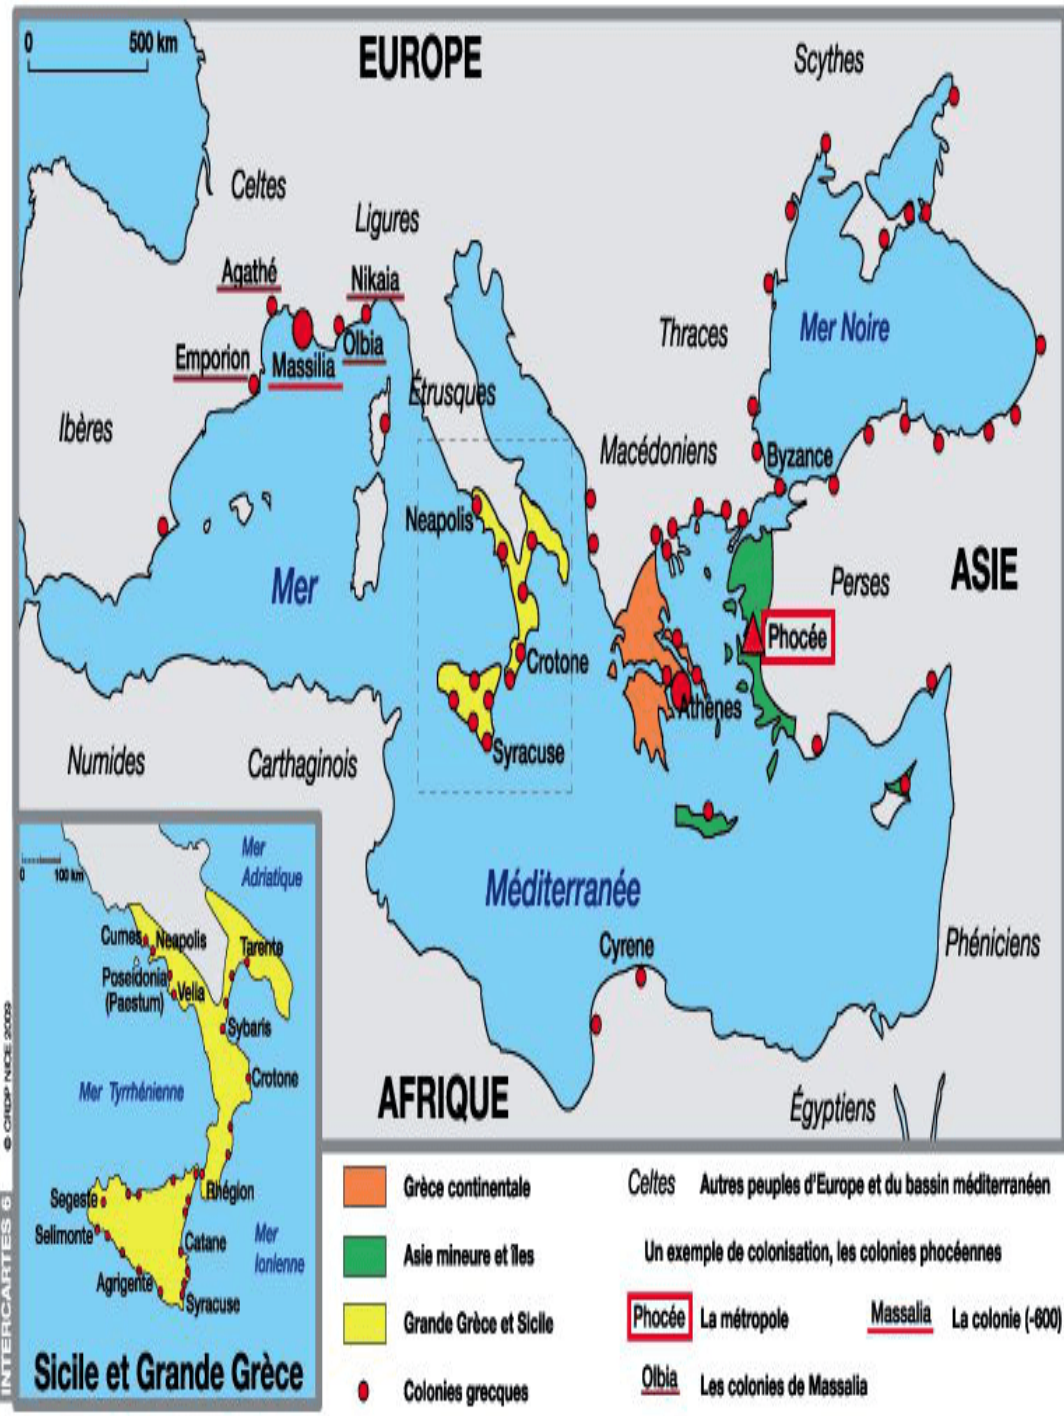 0 500 km
EUROPE
Scythes
Celtes
Ligures
Agathé
Nikaia
Thraces
Mer Noire
Emporion
Massilia
Olbia
Étrusques
Ibères
Macédoniens
Byzance
Neapolis
ASIE
Mer
Perses
Phocée
Crotone
Athènes
Syracuse
Numides
Carthaginois
Méditerranée
Cyrene
Phéniciens
AFRIQUE
Égyptiens
0 100 km
Mer
Adriatique
Cumes
Neapolis
Tarente
Poseidonia
(Paestum)
Velia
Sybaris
Mer Tyrrhénienne
Crotone
Rhégion
Segeste
Selimonte
Catane
Mer
Ionienne
Agrigente
Syracuse
Sicile et Grande Grèce
INTERCARTES 6 © CRDP NICE 2009
Grèce continentale
Asie mineure et îles
Grande Grèce et Sicile
Colonies grecques
Celtes Autres peuples d'Europe et du bassin méditerranéen
Un exemple de colonisation, les colonies phocéennes
Phocée La métropole Massalia La colonie (-600)
Olbia Les colonies de Massalia